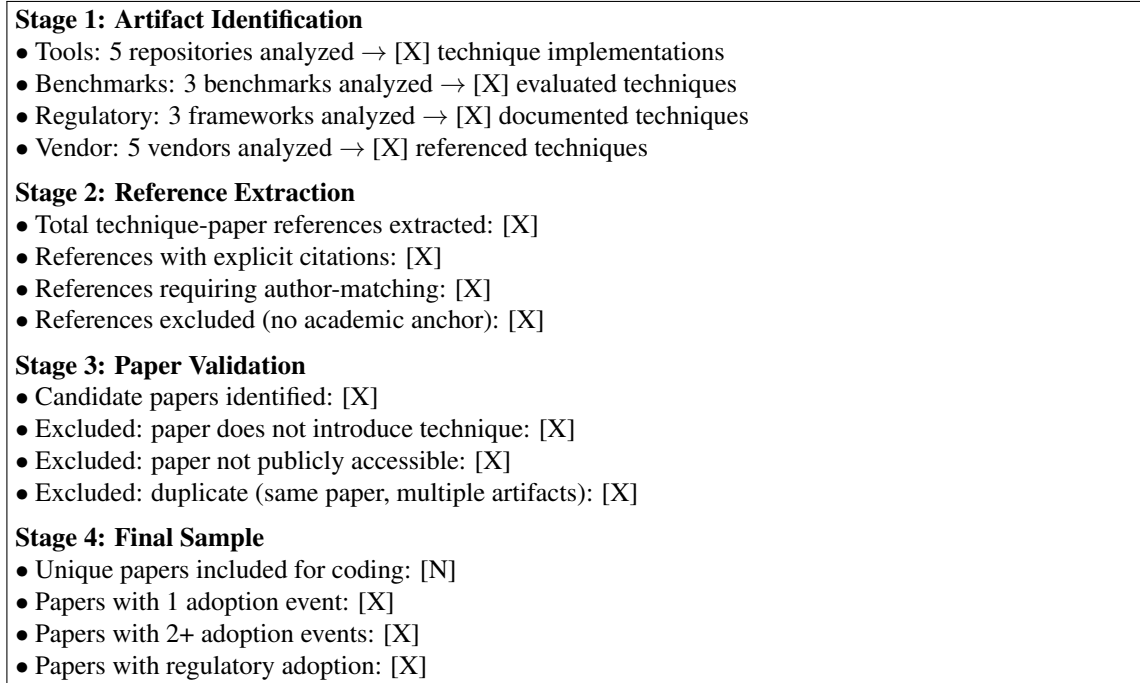 Stage 1: Artifact Identification
• Tools: 5 repositories analyzed → [X] technique implementations
• Benchmarks: 3 benchmarks analyzed → [X] evaluated techniques
• Regulatory: 3 frameworks analyzed → [X] documented techniques
• Vendor: 5 vendors analyzed → [X] referenced techniques
Stage 2: Reference Extraction
• Total technique-paper references extracted: [X]
• References with explicit citations: [X]
• References requiring author-matching: [X]
• References excluded (no academic anchor): [X]
Stage 3: Paper Validation
• Candidate papers identified: [X]
• Excluded: paper does not introduce technique: [X]
• Excluded: paper not publicly accessible: [X]
• Excluded: duplicate (same paper, multiple artifacts): [X]
Stage 4: Final Sample
• Unique papers included for coding: [N]
• Papers with 1 adoption event: [X]
• Papers with 2+ adoption events: [X]
• Papers with regulatory adoption: [X]